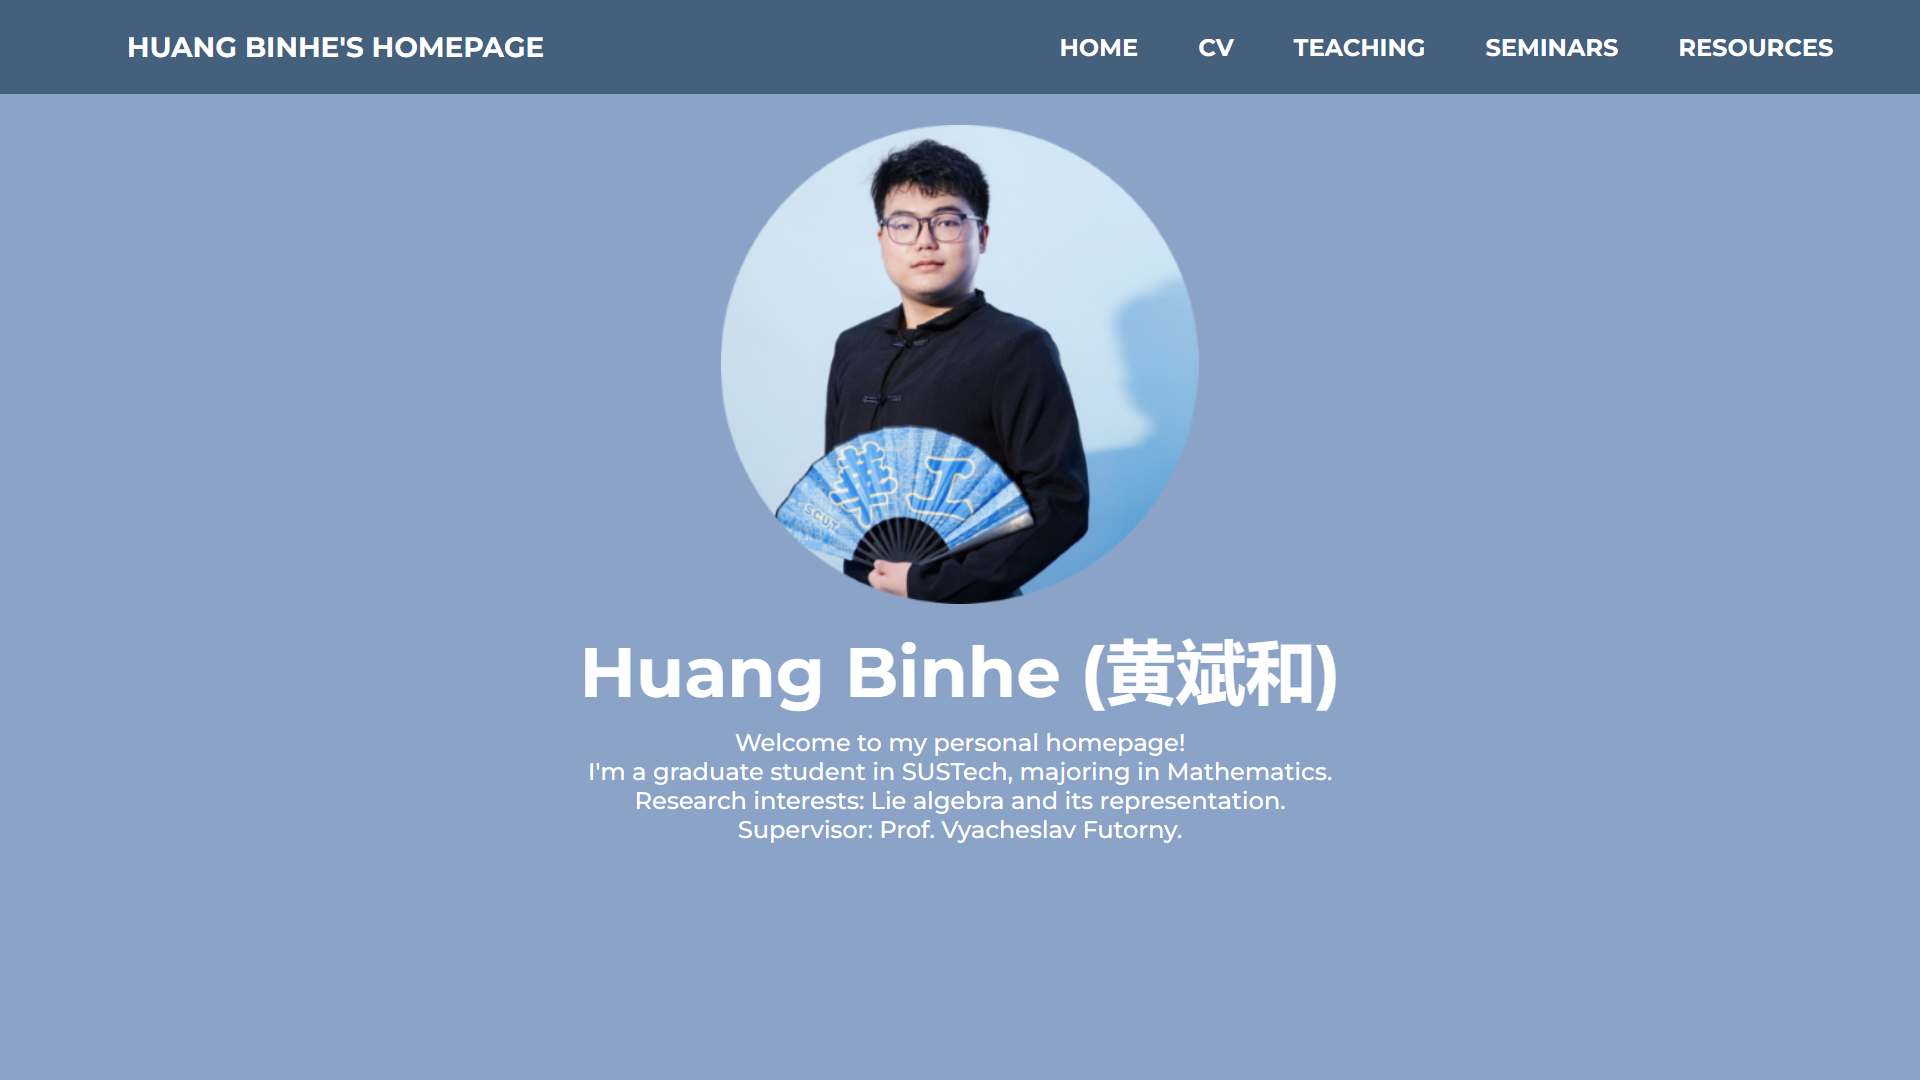 HUANG BINHE'S HOMEPAGE HOME CV TEACHING SEMINARS RESOURCES
華工
SCUT
Huang Binhe (黄斌和)
Welcome to my personal homepage!
I'm a graduate student in SUSTech, majoring in Mathematics.
Research interests: Lie algebra and its representation.
Supervisor: Prof. Vyacheslav Futorny.